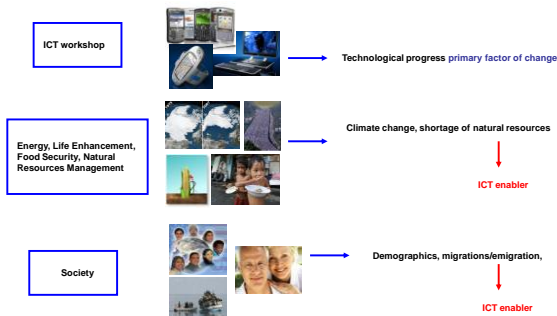 ICT workshop
Technological progress primary factor of change
Energy, Life Enhancement,
Food Security, Natural
Resources Management
Climate change, shortage of natural resources
ICT enabler
Society
Demographics, migrations/emigration,
ICT enabler